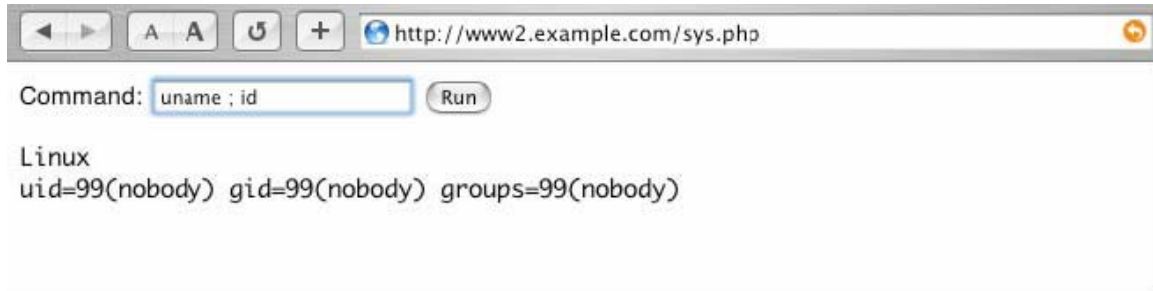 A A + http://www2.example.com/sys.php
Command: uname ; id Run
Linux
uid=99(nobody) gid=99(nobody) groups=99(nobody)